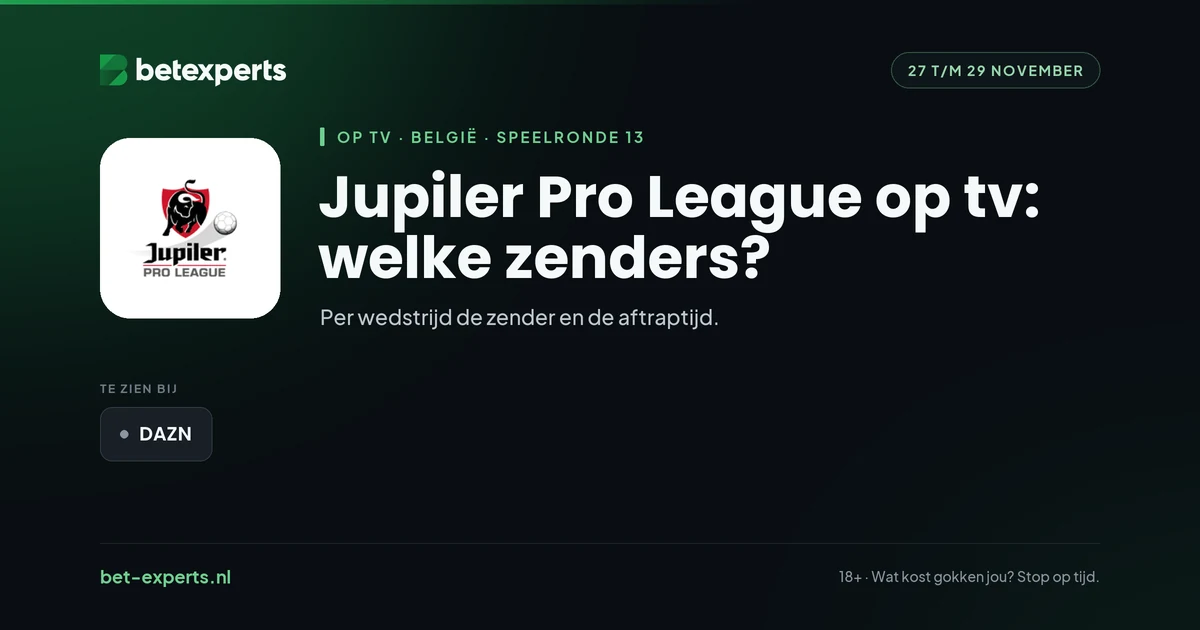 betexperts
27 T/M 29 NOVEMBER
OP TV · BELGIË · SPEELRONDE 13
Jupiler Pro League op tv:
welke zenders?
Per wedstrijd de zender en de aftraptijd.
Jupiler
PRO LEAGUE
TE ZIEN BIJ
DAZN
bet-experts.nl
18+ · Wat kost gokken jou? Stop op tijd.